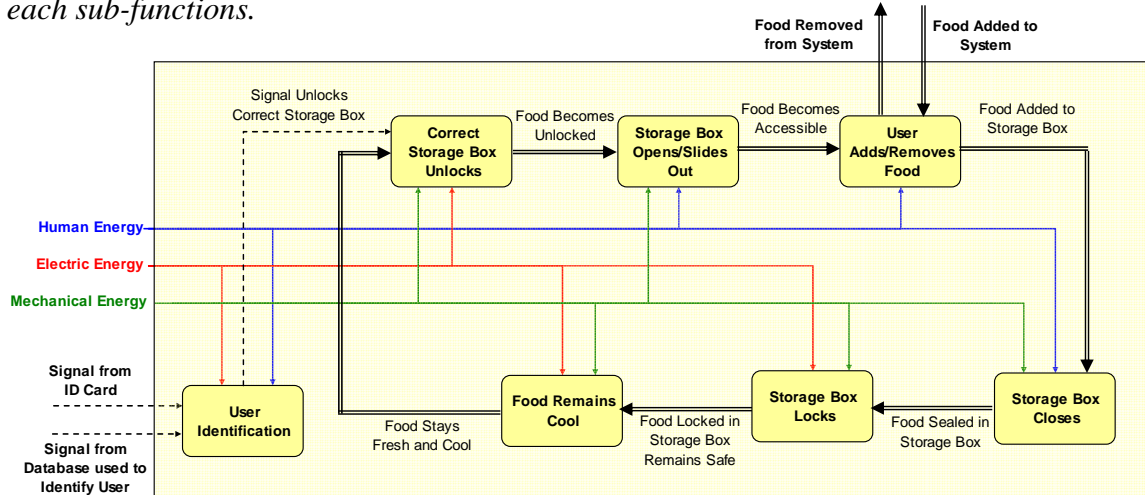 each sub-functions.
Food Removed
from System
Food Added to
System
Signal Unlocks
Correct Storage Box
Correct
Storage Box
Unlocks
Food Becomes
Unlocked
Storage Box
Opens/Slides
Out
Food Becomes
Accessible
User
Adds/Removes
Food
Food Added to
Storage Box
Human Energy
Electric Energy
Mechanical Energy
Signal from
ID Card
Signal from
Database used to
Identify User
User
Identification
Food Stays
Fresh and Cool
Food Remains
Cool
Food Locked in
Storage Box
Remains Safe
Storage Box
Locks
Food Sealed in
Storage Box
Storage Box
Closes